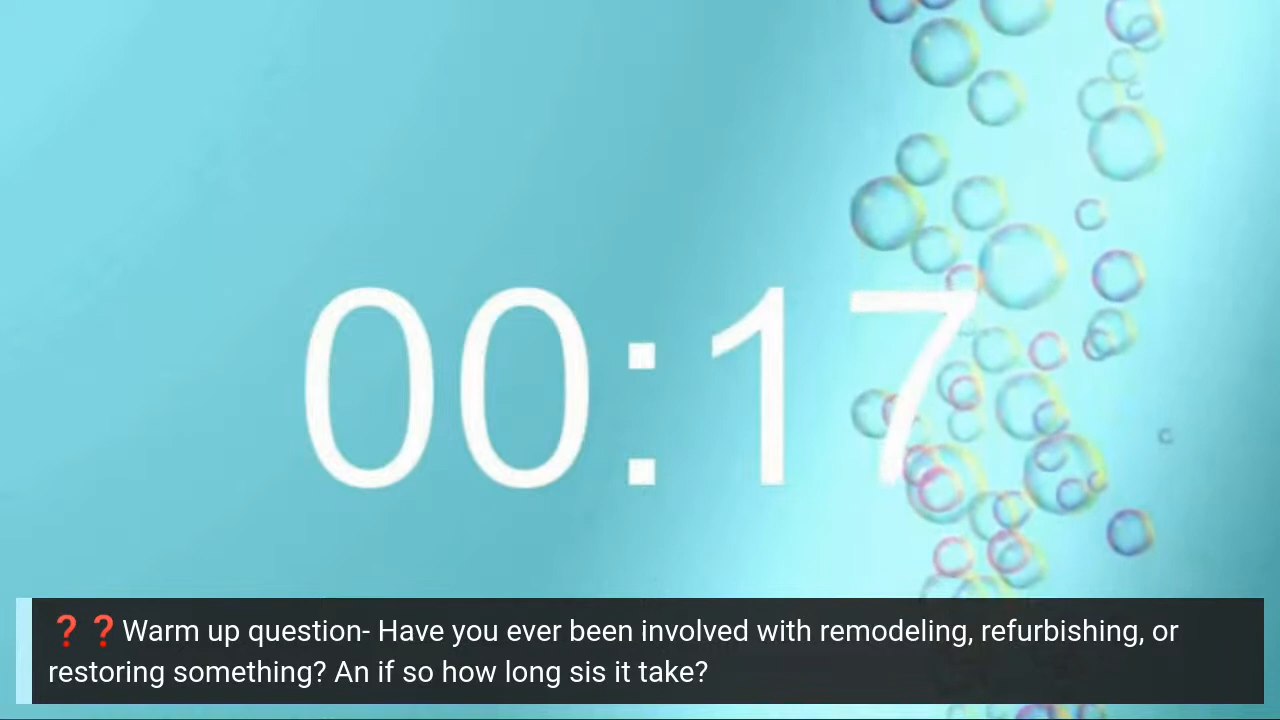 00:17
❓❓Warm up question- Have you ever been involved with remodeling, refurbishing, or
restoring something? An if so how long sis it take?